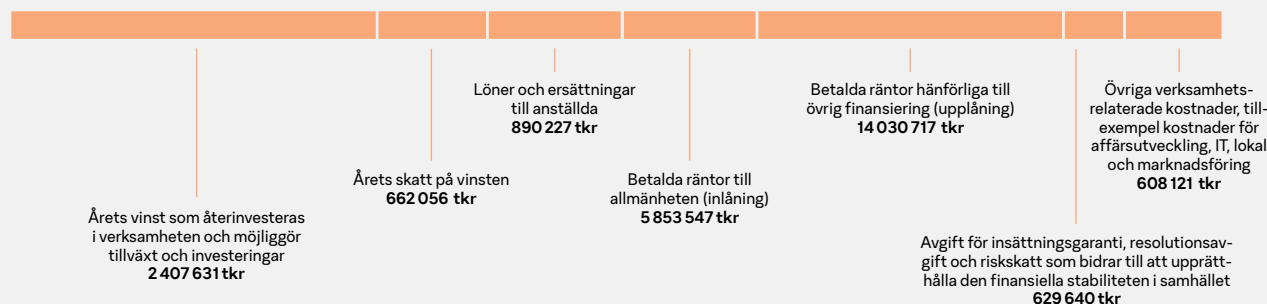 Årets vinst som återinvesteras
i verksamheten och möjliggör
tillväxt och investeringar
2 407 631 tkr
Årets skatt på vinsten
662 056 tkr
Löner och ersättningar
till anställda
890 227 tkr
Betalda räntor till
allmänheten (inlåning)
5 853 547 tkr
Betalda räntor hänförliga till
övrig finansiering (upplåning)
14 030 717 tkr
Avgift för insättningsgaranti, resolutionsav-
gift och riskskatt som bidrar till att upprätt-
hålla den finansiella stabiliteten i samhället
629 640 tkr
Övriga verksamhets-
relaterade kostnader, till-
exempel kostnader för
affärsutveckling, IT, lokal
och marknadsföring
608 121 tkr